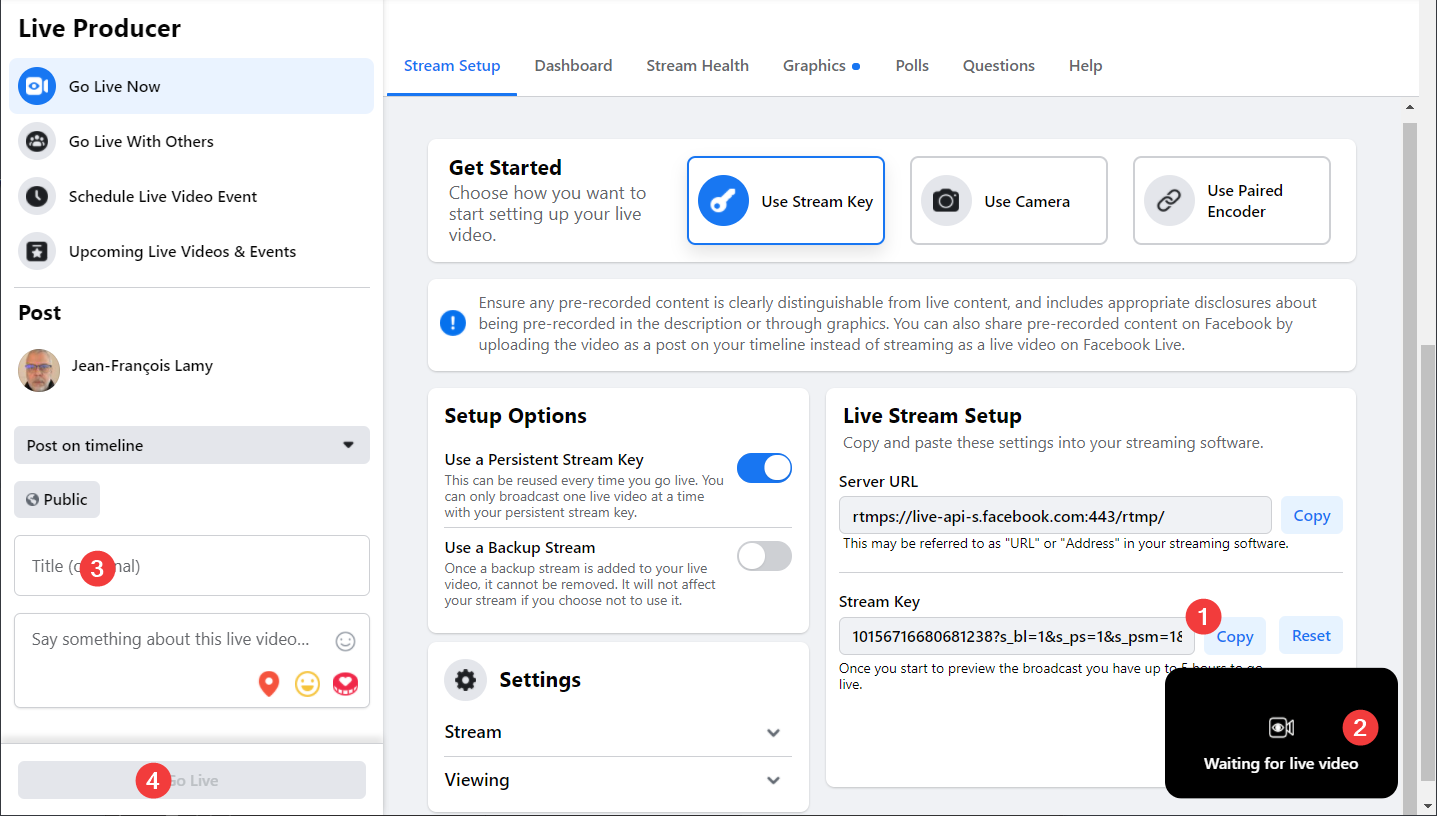 Live Producer
Go Live Now
Go Live With Others
Schedule Live Video Event
Upcoming Live Videos & Events
Post
Jean-François Lamy
Post on timeline
Public
Title (
nal)
3
Say something about this live video...
4
Go Live
Stream Setup
Dashboard
Stream Health
Graphics
Polls
Questions
Help
Get Started
Choose how you want to
start setting up your live
video.
Use Stream Key
Use Camera
Use Paired
Encoder
Ensure any pre-recorded content is clearly distinguishable from live content, and includes appropriate disclosures about
being pre-recorded in the description or through graphics. You can also share pre-recorded content on Facebook by
uploading the video as a post on your timeline instead of streaming as a live video on Facebook Live.
Setup Options
Use a Persistent Stream Key
This can be reused every time you go live. You
can only broadcast one live video at a time
with your persistent stream key.
Use a Backup Stream
Once a backup stream is added to your live
video, it cannot be removed. It will not affect
your stream if you choose not to use it.
Settings
Stream
Viewing
Live Stream Setup
Copy and paste these settings into your streaming software.
Server URL
rtmps://live-api-s.facebook.com:443/rtmp/
Copy
This may be referred to as "URL" or "Address" in your streaming software.
Stream Key
1
10156716680681238?s_bl=1&s_ps=1&s_psm=1&
Copy
Reset
Once you start to preview the broadcast you have up to 5 hours to go
live.
2
Waiting for live video